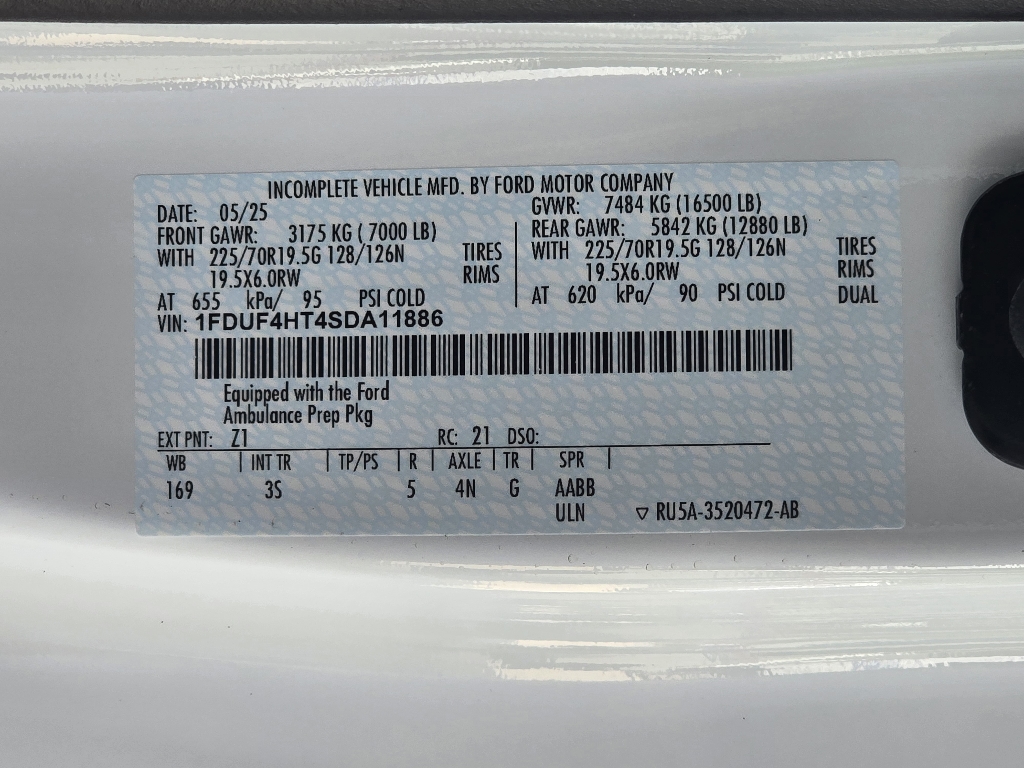 INCOMPLETE VEHICLE MFD. BY FORD MOTOR COMPANY
DATE: 05/25
FRONT GAWR: 3175 KG ( 7000 LB)
WITH 225/70R19.5G 128/126N TIRES
19.5X6.0RW RIMS
AT 655 kPa/ 95 PSI COLD
GVWR: 7484 KG (16500 LB)
REAR GAWR: 5842 KG (12880 LB)
WITH 225/70R19.5G 128/126N TIRES
19.5X6.0RW RIMS
AT 620 kPa/ 90 PSI COLD DUAL
VIN: 1FDUF4HT4SDA11886
Equipped with the Ford
Ambulance Prep Pkg
EXT PNT: Z1 RC: 21 DSO:
WB | INT TR | TP/PS | R | AXLE | TR | SPR |
169 3S 5 4N G AABB
ULN ▽ RU5A-3520472-AB